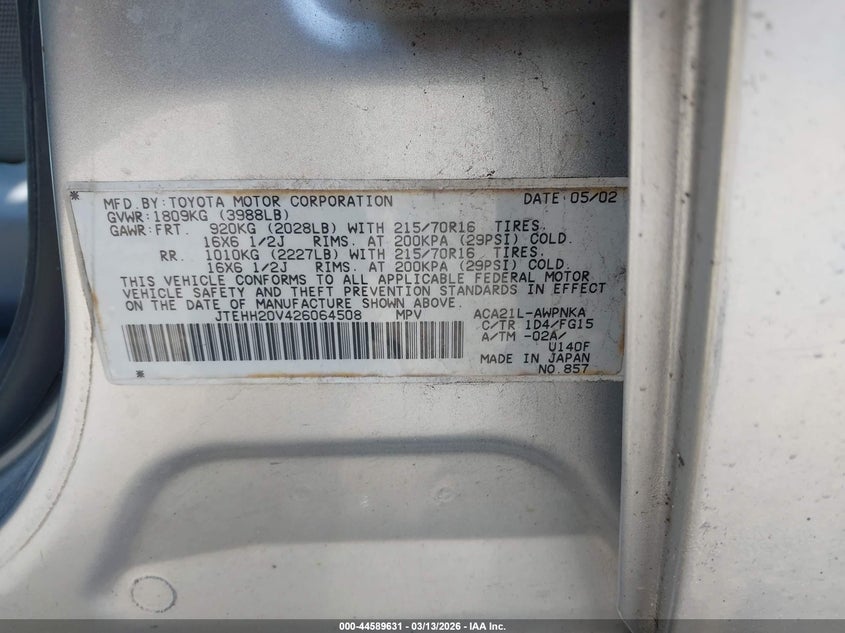 MFD.BY:TOYOTA MOTOR CORPORATION DATE:05/02
GVWR:1809KG (3988LB)
GAWR:FRT. 920KG (2028LB) WITH 215/70R16 TIRES.
16X6 1/2J RIMS. AT 200KPA (29PSI) COLD.
RR. 1010KG (2227LB) WITH 215/70R16 TIRES.
16X6 1/2J RIMS. AT 200KPA (29PSI) COLD.
THIS VEHICLE CONFORMS TO ALL APPLICABLE FEDERAL MOTOR
VEHICLE SAFETY AND THEFT PREVENTION STANDARDS IN EFFECT
ON THE DATE OF MANUFACTURE SHOWN ABOVE.
JTEHH20V426064508 MPV ACA21L-AWPNKA
C/TR 1D4/FG15
A/TM -02A/
U140F
MADE IN JAPAN
NO.857
000-44589631 - 03/13/2026 - IAA Inc.